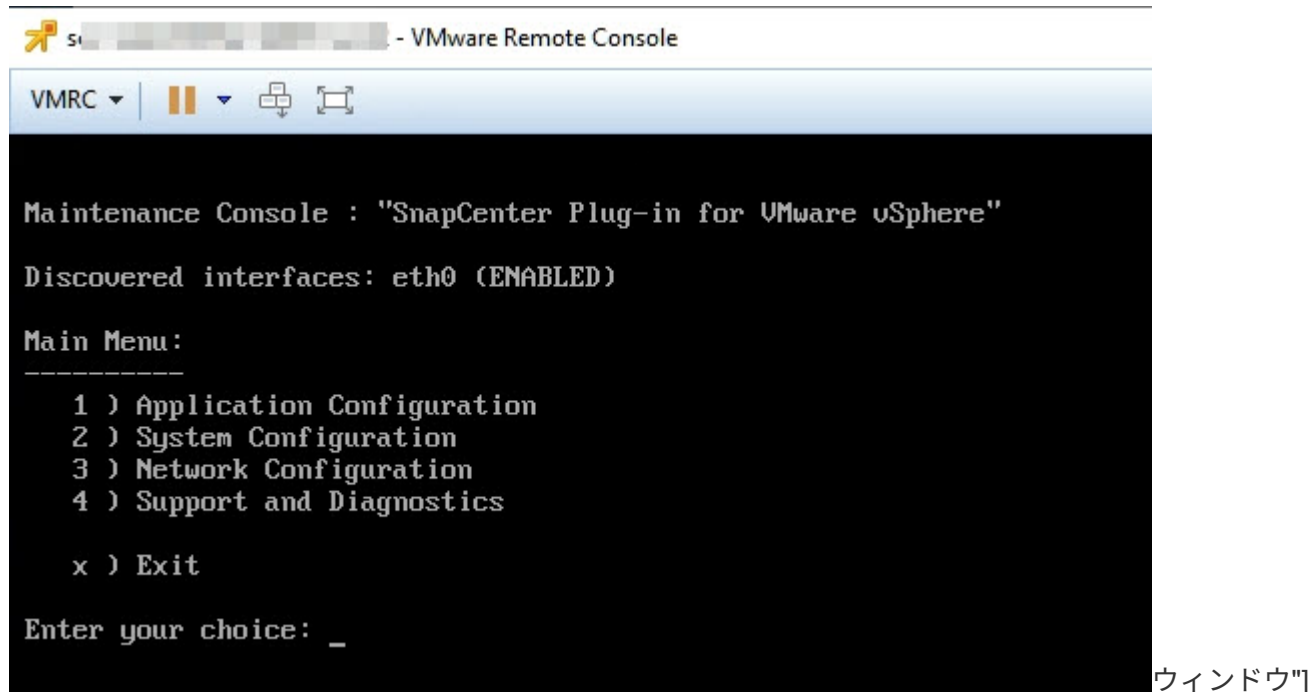 - VMware Remote Console
VMRC
Maintenance Console : "SnapCenter Plug-in for VMware vSphere"
Discovered interfaces: eth0 (ENABLED)
Main Menu:
----------
1 ) Application Configuration
2 ) System Configuration
3 ) Network Configuration
4 ) Support and Diagnostics
x ) Exit
Enter your choice: _
ウィンドウ"]